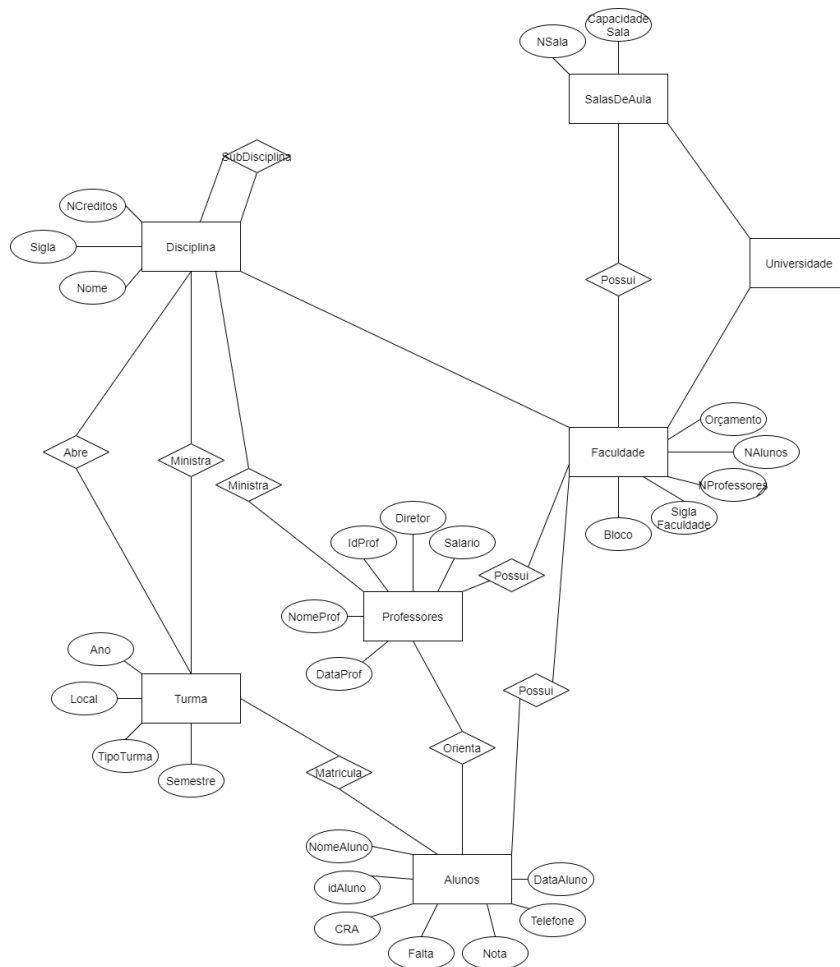 Capacidade
Sala
NSala
SalasDeAula
SubDisciplina
NCreditos
Sigla
Disciplina
Nome
Universidade
Possui
Orçamento
Abre
Ministra
Faculdade
NAlunos
Ministra
NProfessores
Diretor
Sigla
Faculdade
Bloco
IdProf
Salario
Possui
NomeProf
Professores
Ano
DataProf
Local
Turma
Possui
TipoTurma
Orienta
Semestre
Matricula
NomeAluno
idAluno
Alunos
DataAluno
CRA
Telefone
Falta
Nota